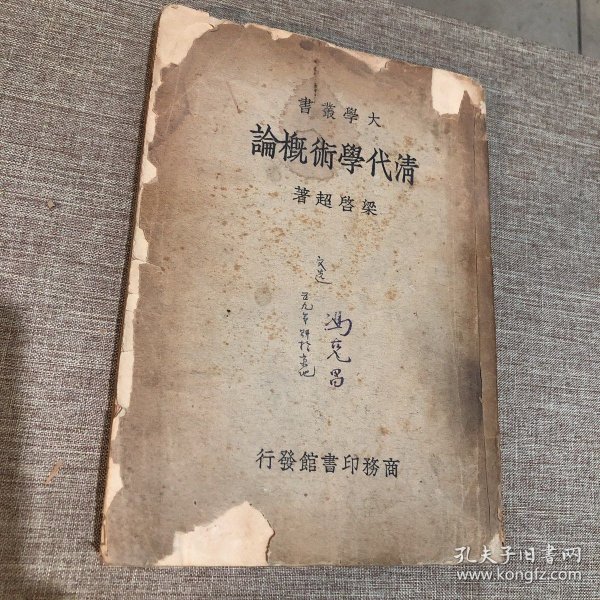 大學叢書
清代學術概論
梁啓超著
馮克昌
商務印書館發行
孔夫子旧书网
www.kongfz.com